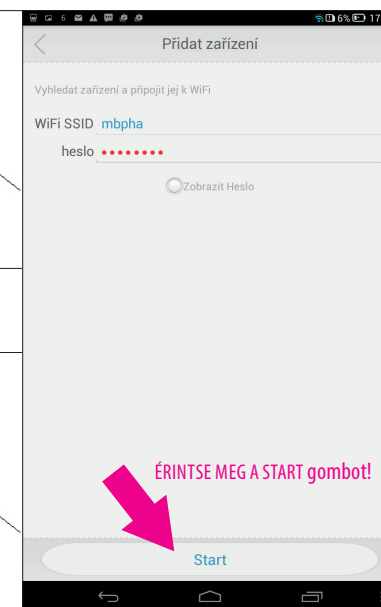 6 6% 17
Přidat zařízení
Vyhledat zařízení a připojit jej k WiFi
WiFi SSID mbpha
heslo ••••••••
Zobrazit Heslo
ÉRINTSE MEG A START gombot!
Start